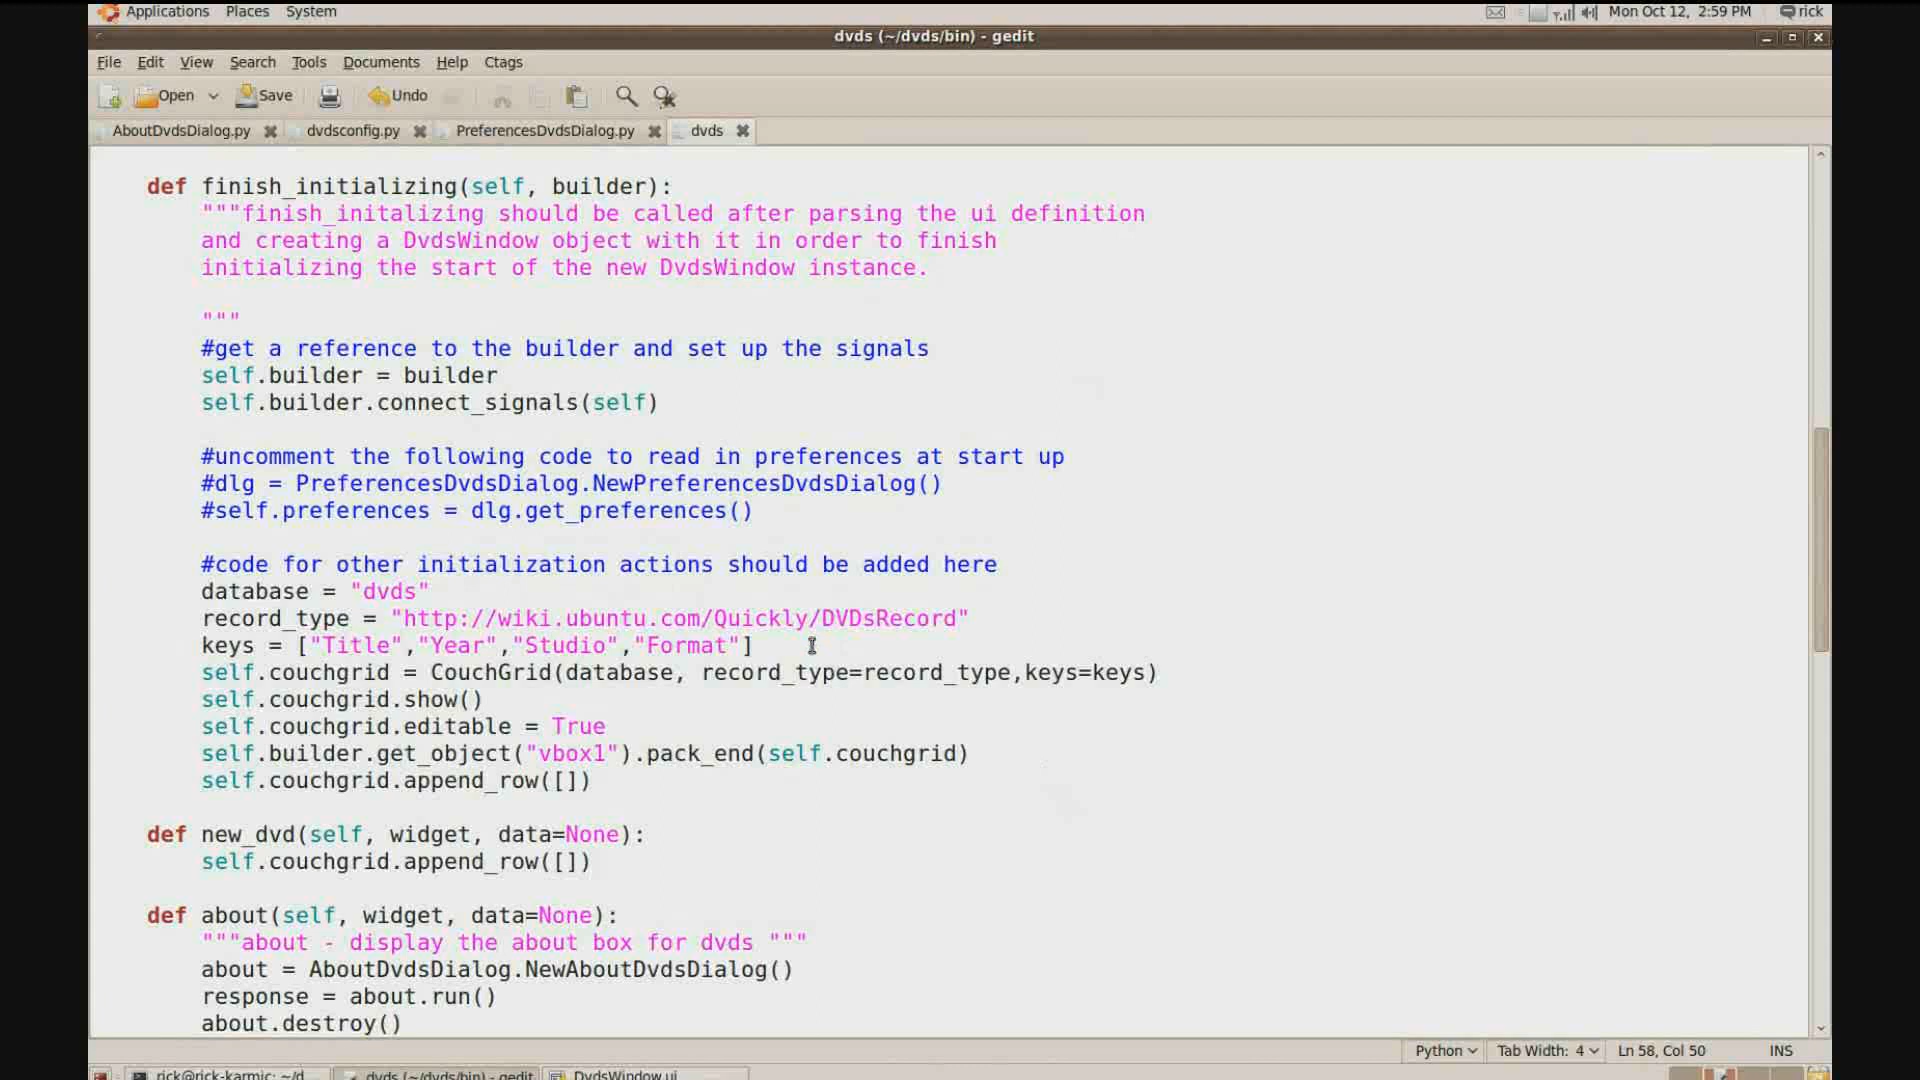 Applications Places System Mon Oct 12, 2:59 PM rick
dvds (~/dvds/bin) - gedit
File Edit View Search Tools Documents Help Ctags
Open Save Undo
AboutDvdsDialog.py dvdsconfig.py PreferencesDvdsDialog.py dvds
def finish_initializing(self, builder):
"""finish_initalizing should be called after parsing the ui definition
and creating a DvdsWindow object with it in order to finish
initializing the start of the new DvdsWindow instance.
"""
#get a reference to the builder and set up the signals
self.builder = builder
self.builder.connect_signals(self)
#uncomment the following code to read in preferences at start up
#dlg = PreferencesDvdsDialog.NewPreferencesDvdsDialog()
#self.preferences = dlg.get_preferences()
#code for other initialization actions should be added here
database = "dvds"
record_type = "http://wiki.ubuntu.com/Quickly/DVDsRecord"
keys = ["Title","Year","Studio","Format"]
self.couchgrid = CouchGrid(database, record_type=record_type,keys=keys)
self.couchgrid.show()
self.couchgrid.editable = True
self.builder.get_object("vbox1").pack_end(self.couchgrid)
self.couchgrid.append_row([])
def new_dvd(self, widget, data=None):
self.couchgrid.append_row([])
def about(self, widget, data=None):
"""about - display the about box for dvds """
about = AboutDvdsDialog.NewAboutDvdsDialog()
response = about.run()
about.destroy()
Python Tab Width: 4 Ln 58, Col 50 INS
rick@rick-karmic: ~/d... dvds (~/dvds/bin) - gedit DvdsWindow.ui